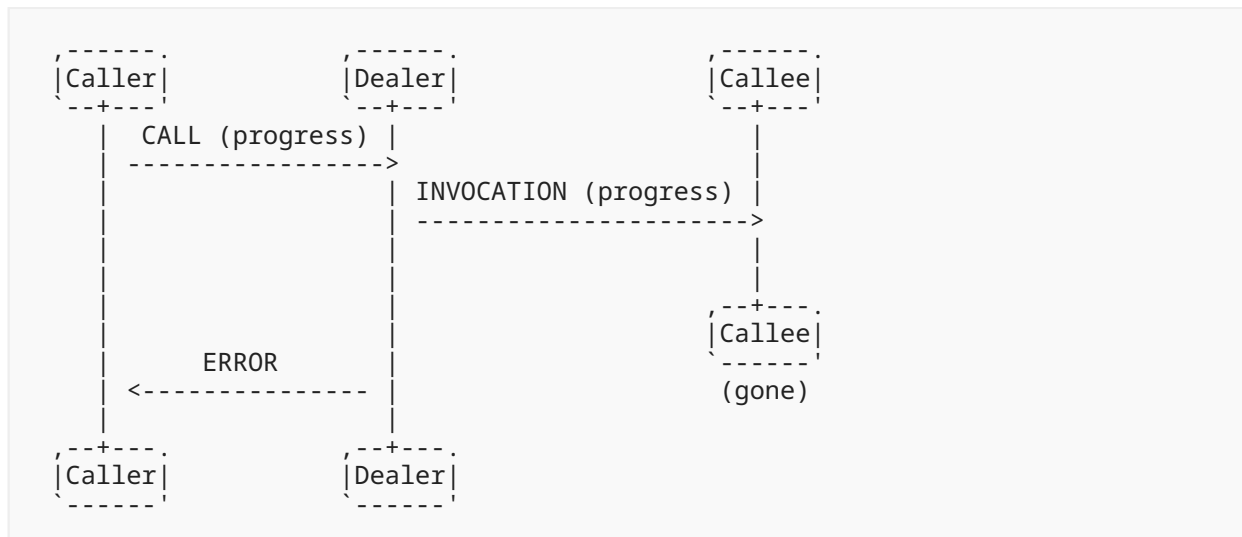 ,------.          ,------.                ,------.
|Caller|          |Dealer|                |Callee|
`--+---'          `--+---'                `--+---'
   |  CALL (progress) |                      |
   | ----------------->                      |
   |                  | INVOCATION (progress) |
   |                  | ---------------------->
   |                  |                      |
   |                  |                      |
   |                  |                   ,--+---.
   |                  |                   |Callee|
   |      ERROR       |                   `------'
   | <--------------- |                    (gone)
   |                  |
,--+---.          ,--+---.
|Caller|          |Dealer|
`------'          `------'